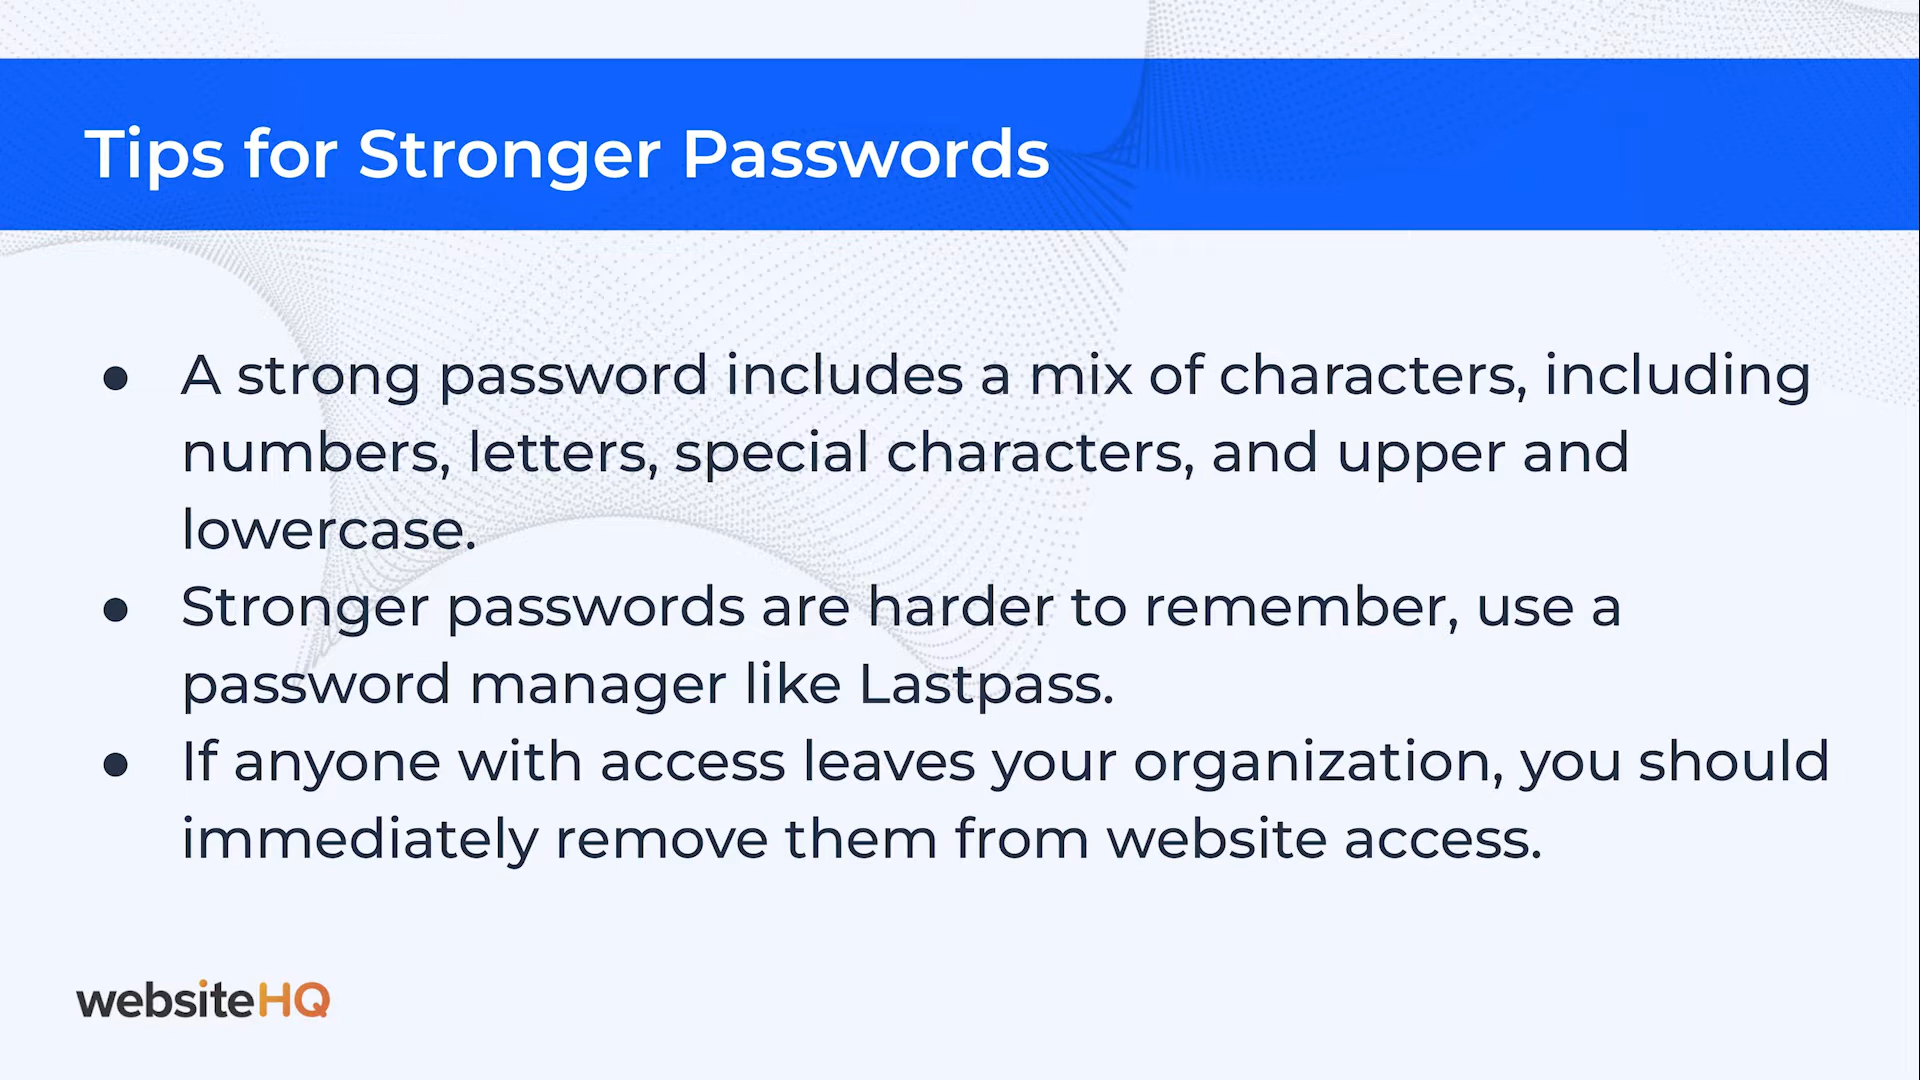 Tips for Stronger Passwords
● A strong password includes a mix of characters, including
numbers, letters, special characters, and upper and
lowercase.
● Stronger passwords are harder to remember, use a
password manager like Lastpass.
● If anyone with access leaves your organization, you should
immediately remove them from website access.
websiteHQ